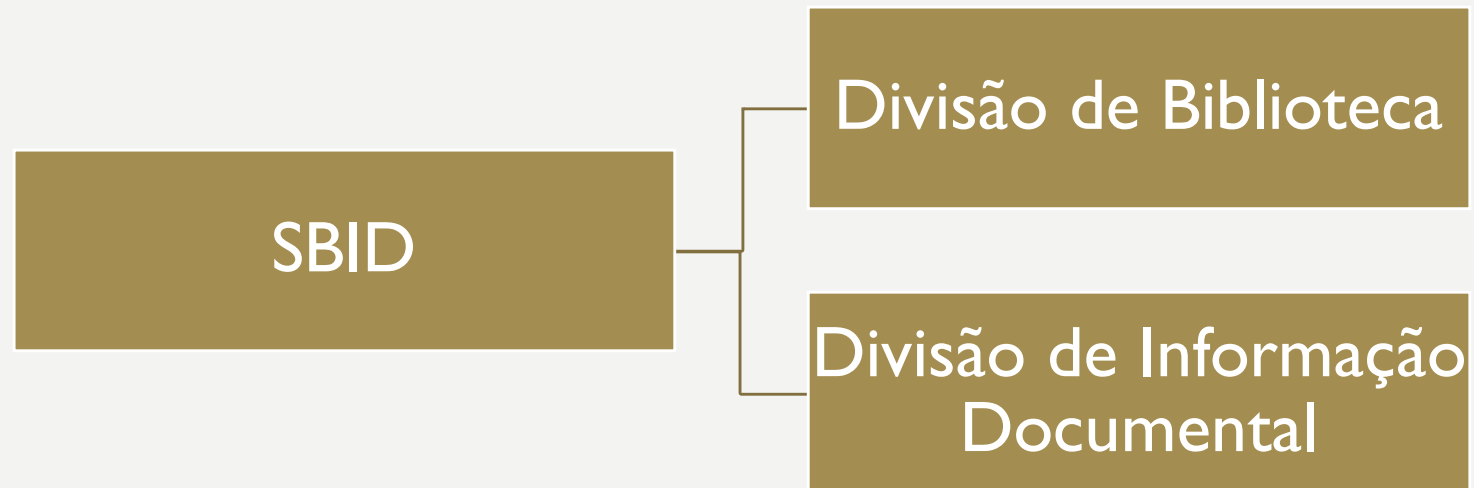 SBID
Divisão de Biblioteca
Divisão de Informação
Documental